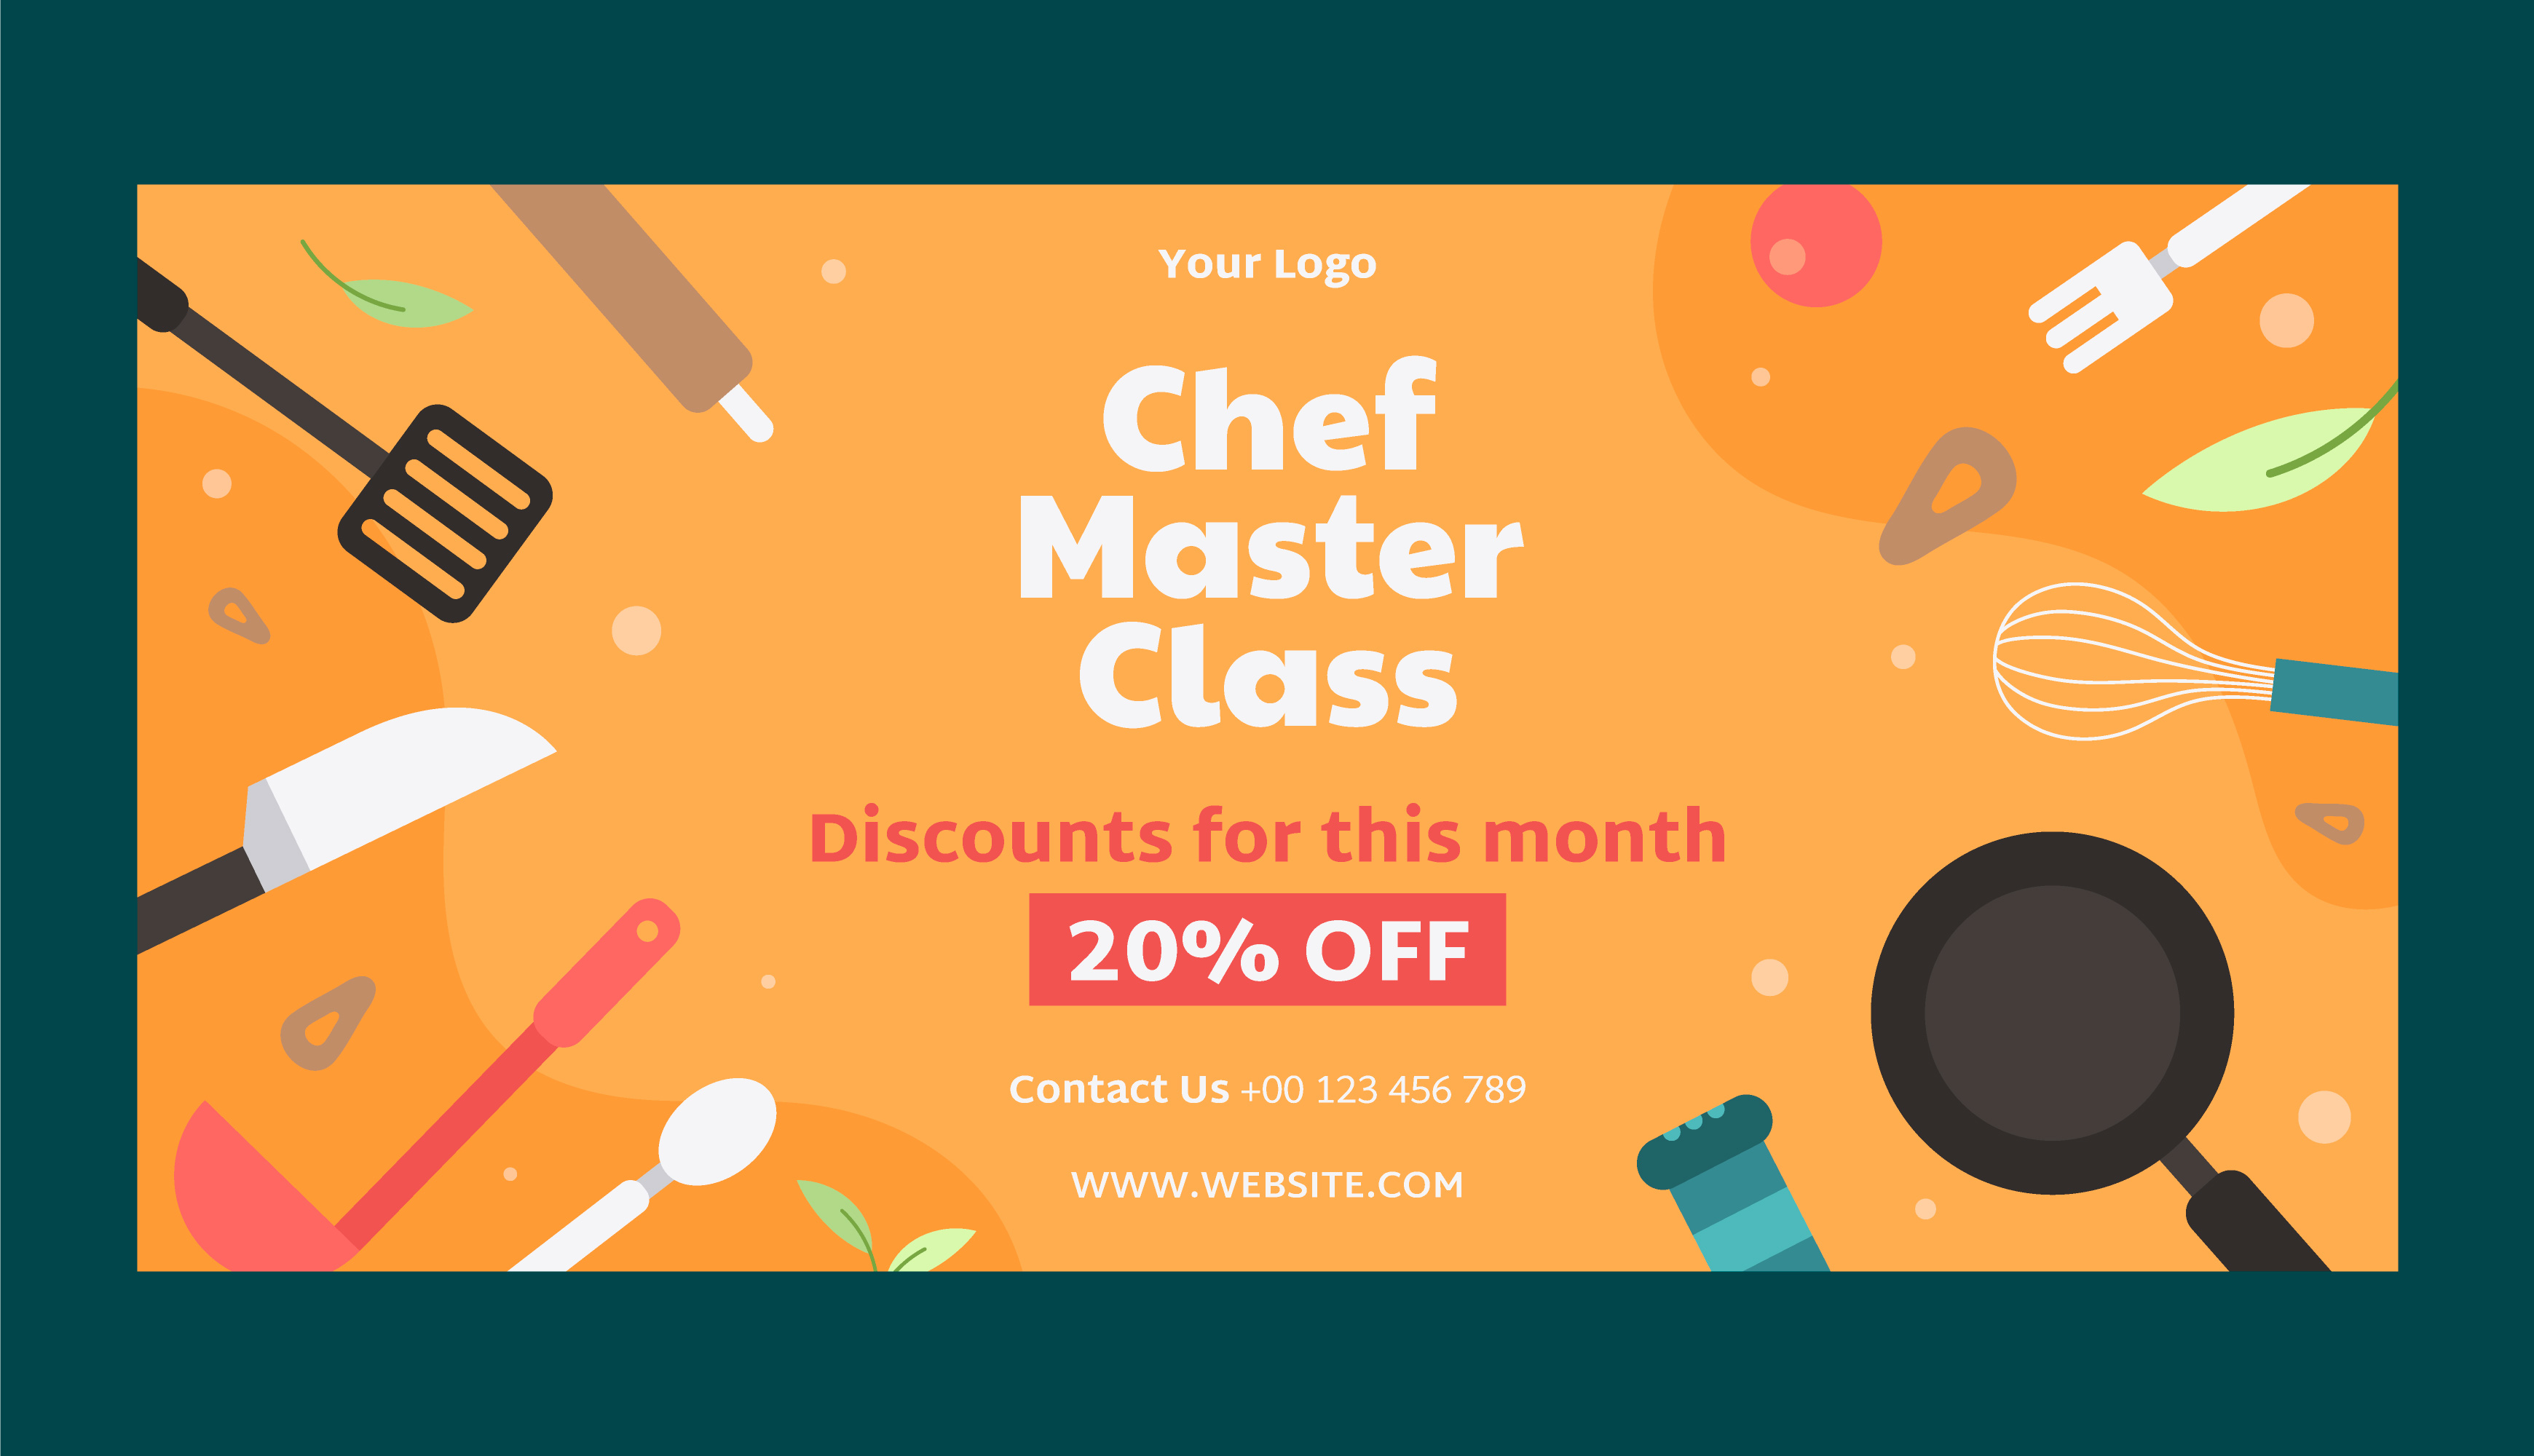 Your Logo
Chef
Master
Class
Discounts for this month
20% OFF
Contact Us +00 123 456 789
WWW.WEBSITE.COM